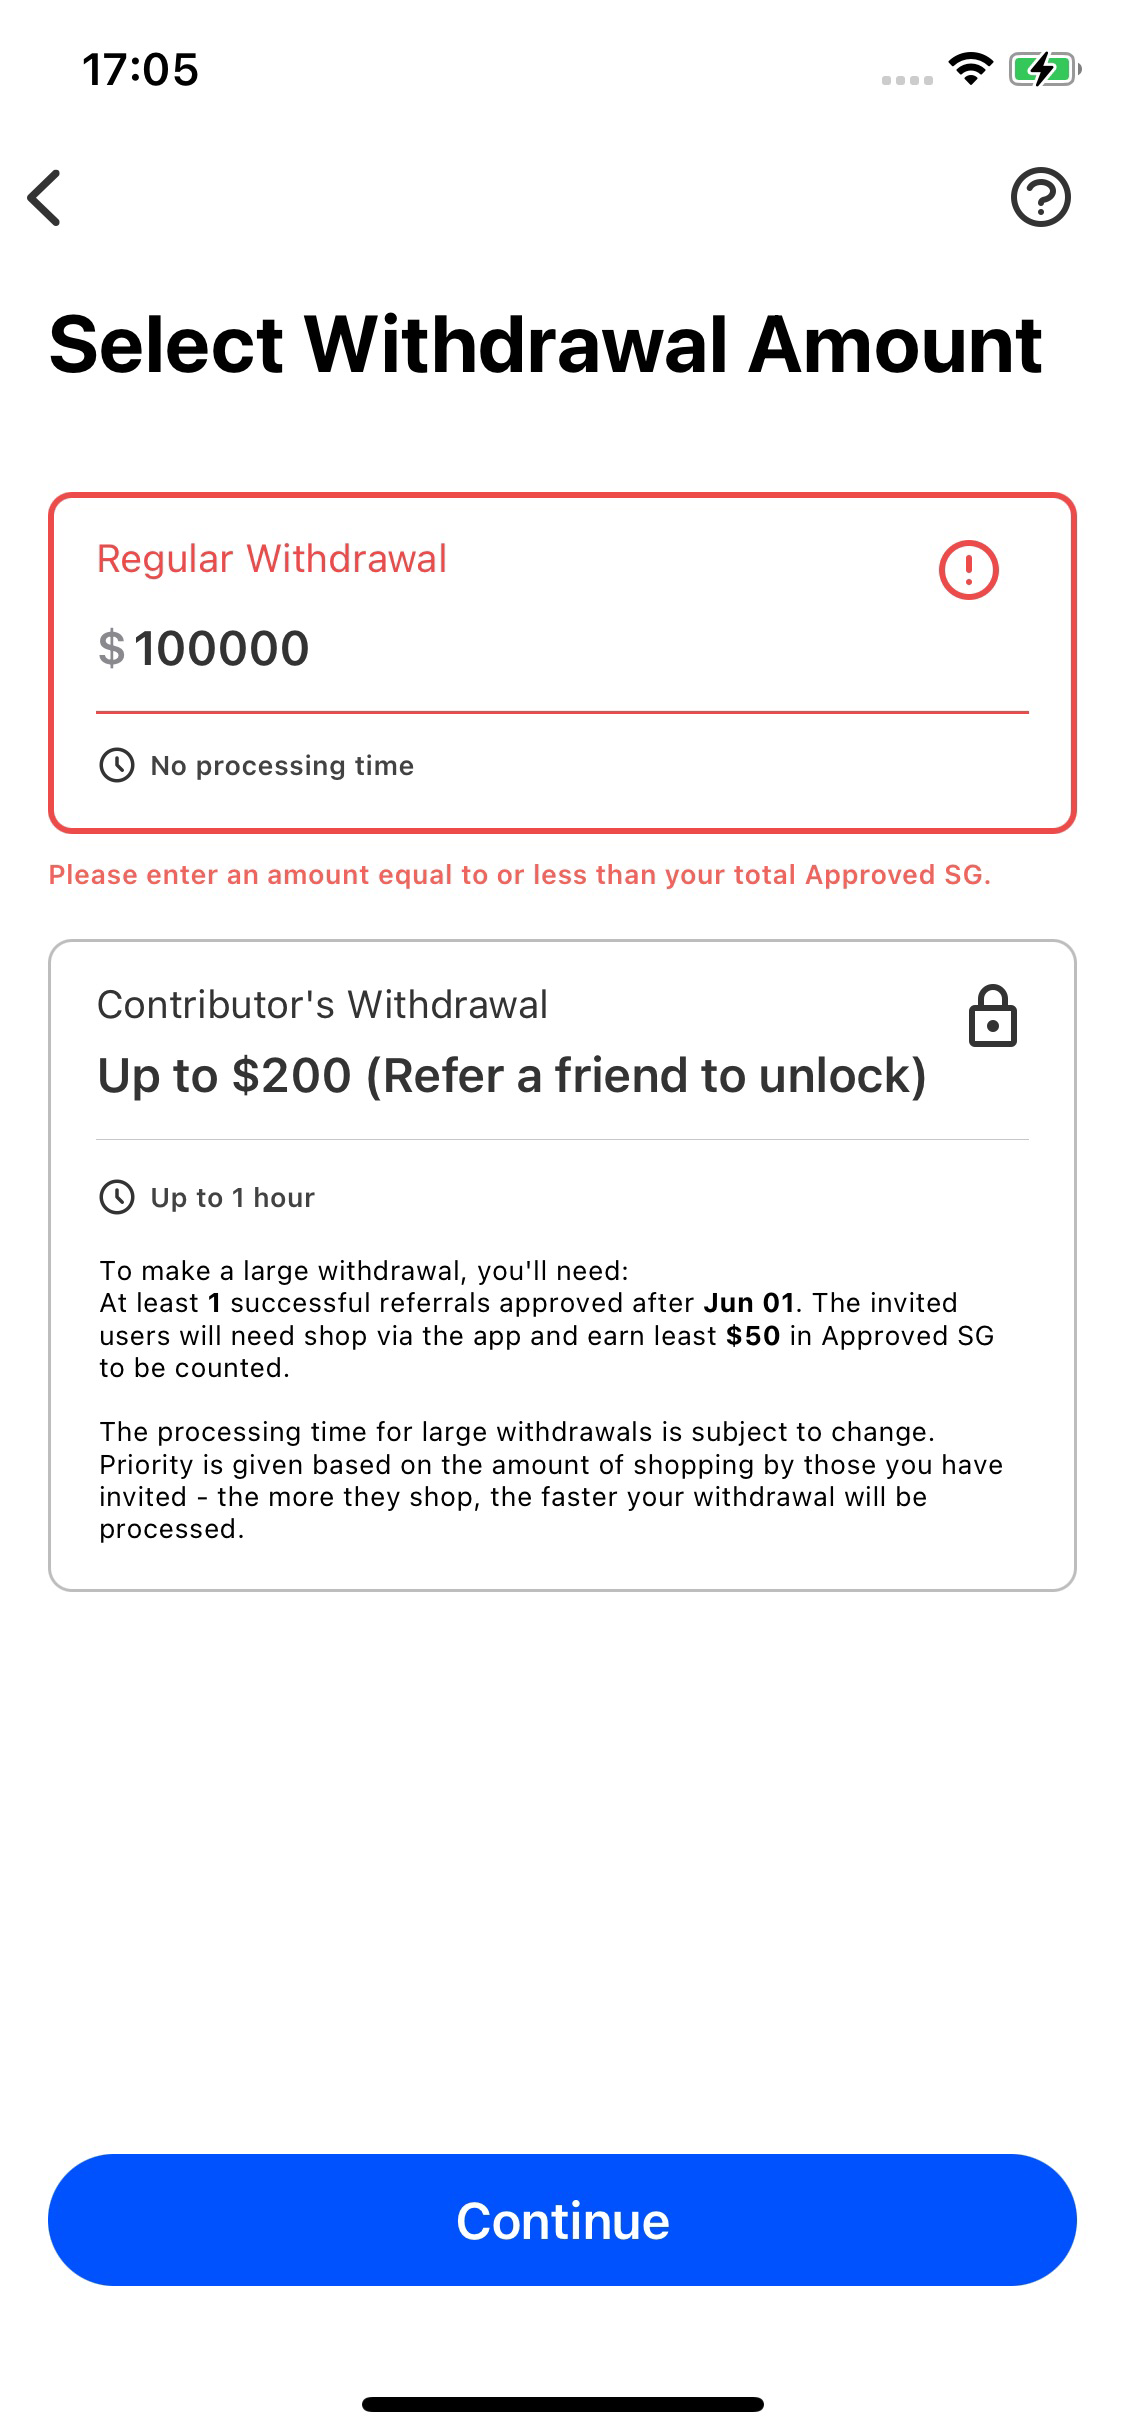 17:05
Select Withdrawal Amount
Regular Withdrawal
$ 100000
No processing time
Please enter an amount equal to or less than your total Approved SG.
Contributor's Withdrawal
Up to $200 (Refer a friend to unlock)
Up to 1 hour
To make a large withdrawal, you'll need:
At least 1 successful referrals approved after Jun 01. The invited
users will need shop via the app and earn least $50 in Approved SG
to be counted.
The processing time for large withdrawals is subject to change.
Priority is given based on the amount of shopping by those you have
invited - the more they shop, the faster your withdrawal will be
processed.
Continue